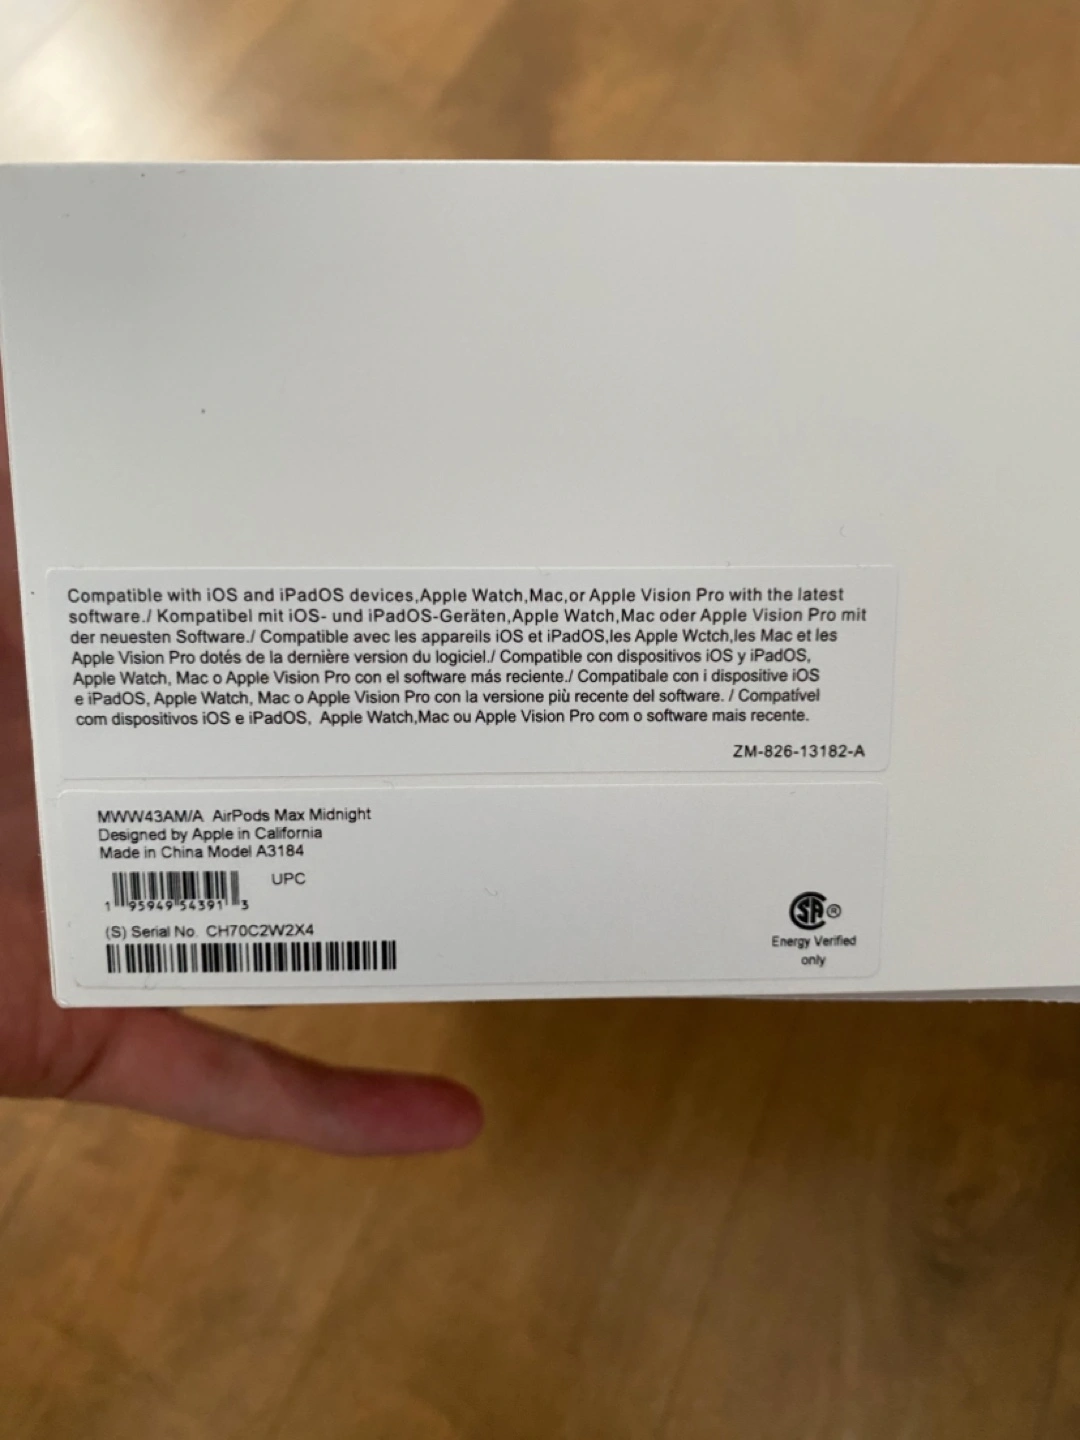 Compatible with iOS and iPadOS devices,Apple Watch,Mac,or Apple Vision Pro with the latest
software./ Kompatibel mit iOS- und iPadOS-Geräten,Apple Watch,Mac oder Apple Vision Pro mit
der neuesten Software./ Compatible avec les appareils iOS et iPadOS,les Apple Wctch,les Mac et les
Apple Vision Pro dotés de la dernière version du logiciel./ Compatible con dispositivos iOS y iPadOS,
Apple Watch, Mac o Apple Vision Pro con el software más reciente./ Compatibale con i dispositive iOS
e iPadOS, Apple Watch, Mac o Apple Vision Pro con la versione più recente del software. / Compatível
com dispositivos iOS e iPadOS, Apple Watch,Mac ou Apple Vision Pro com o software mais recente.
ZM-826-13182-A
MWW43AM/A AirPods Max Midnight
Designed by Apple in California
Made in China Model A3184
UPC
1 95949 54391 3
(S) Serial No. CH70C2W2X4
SA ®
Energy Verified
only